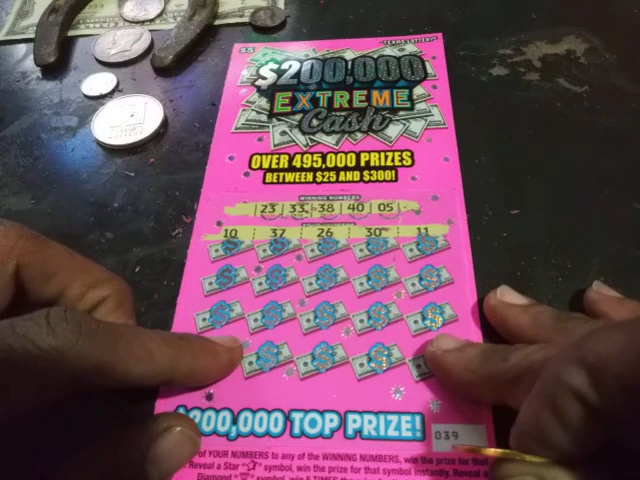 $5
TEXAS LOTTERY
$200,000
EXTREME
Cash
OVER 495,000 PRIZES
BETWEEN $25 AND $300!
WINNING NUMBERS
23 33 38 40 05
10 37 26 30 11
$200,000 TOP PRIZE!
039
of YOUR NUMBERS to any of the WINNING NUMBERS, win the prize for that
Reveal a Star " " symbol, win the prize for that symbol instantly. Reveal a
Diamond " " symbol, win 5 TIMES